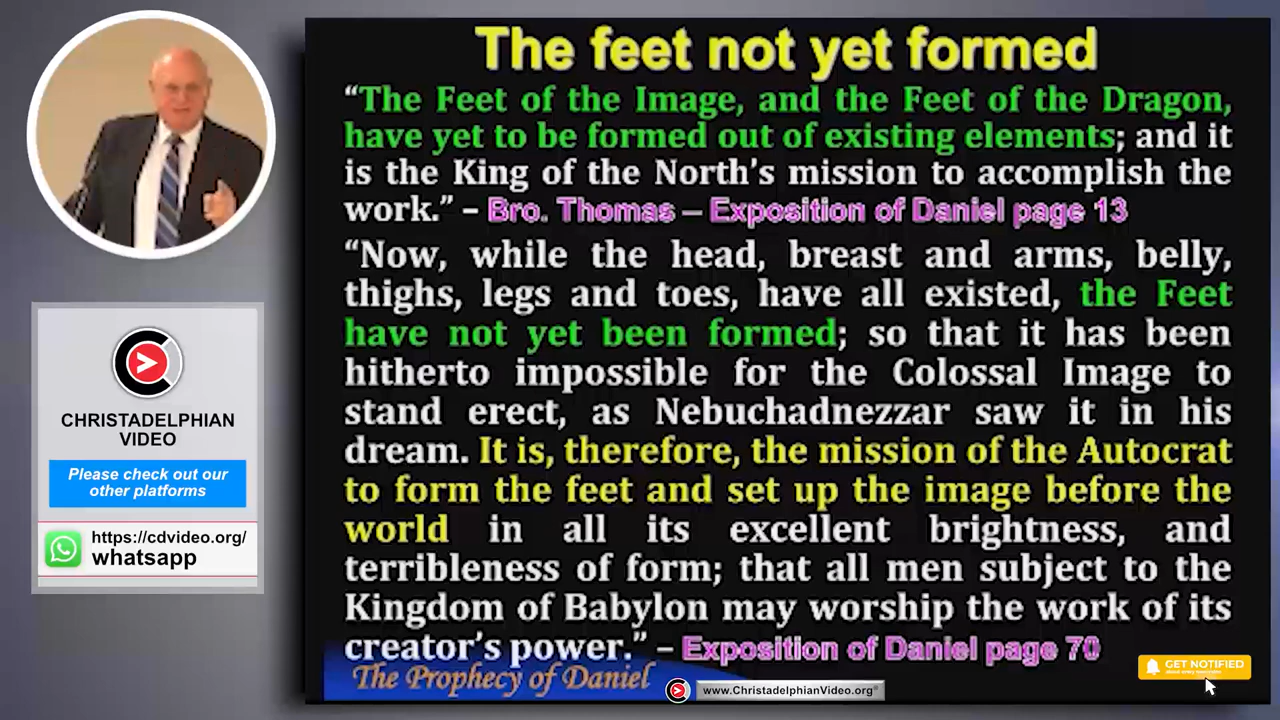 The feet not yet formed
“The Feet of the Image, and the Feet of the Dragon,
have yet to be formed out of existing elements; and it
is the King of the North’s mission to accomplish the
work.” – Bro. Thomas – Exposition of Daniel page 13
“Now, while the head, breast and arms, belly,
thighs, legs and toes, have all existed, the Feet
have not yet been formed; so that it has been
hitherto impossible for the Colossal Image to
stand erect, as Nebuchadnezzar saw it in his
dream. It is, therefore, the mission of the Autocrat
to form the feet and set up the image before the
world in all its excellent brightness, and
terribleness of form; that all men subject to the
Kingdom of Babylon may worship the work of its
creator’s power.” – Exposition of Daniel page 70
The Prophecy of Daniel
www.ChristadelphianVideo.org
GET NOTIFIED
CHRISTADELPHIAN
VIDEO
Please check out our
other platforms
https://cdvideo.org/
whatsapp